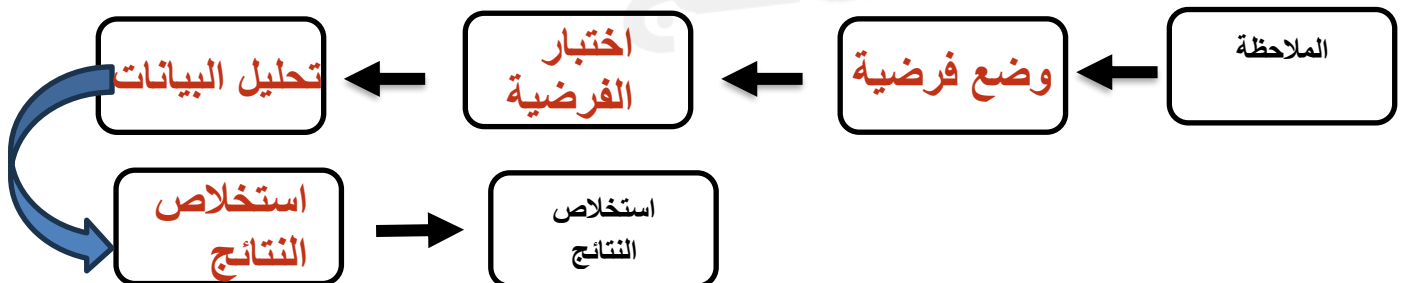 الملاحظة
وضع فرضية
اختبار
الفرضية
تحليل البيانات
استخلاص
النتائج
استخلاص
النتائج